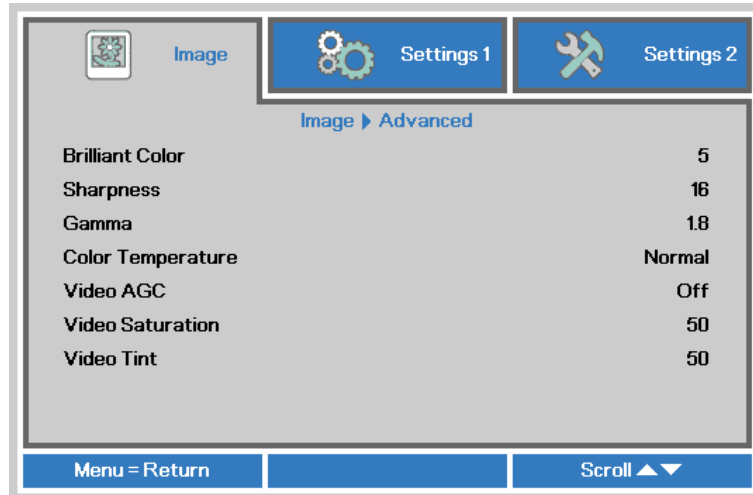 Image Settings 1 Settings 2
Image ▶ Advanced
Brilliant Color 5
Sharpness 16
Gamma 1.8
Color Temperature Normal
Video AGC Off
Video Saturation 50
Video Tint 50
Menu = Return Scroll ▲▼